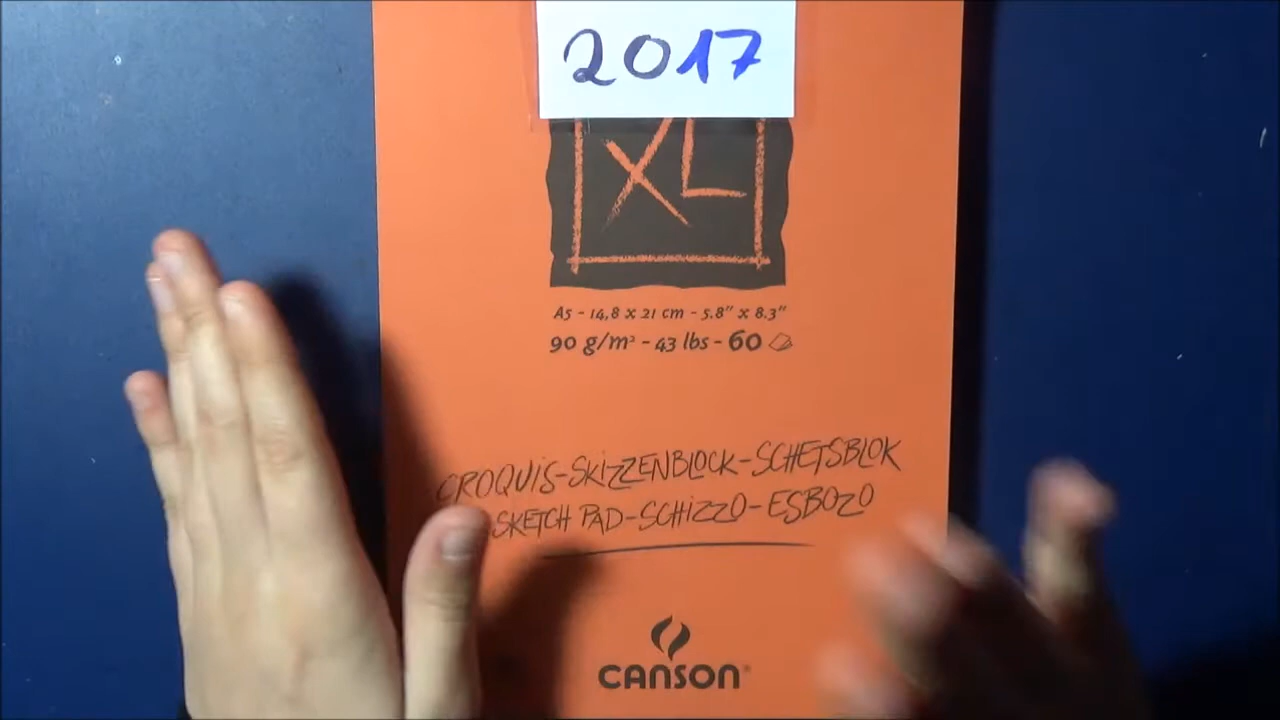 2017
XL
A5 - 14,8 x 21 cm - 5.8" x 8.3"
90 g/m² - 43 lbs - 60
CROQUIS-SKIZZENBLOCK-SCHETSBLOK
SKETCH PAD-SCHIZZO-ESBOZO
CANSON®